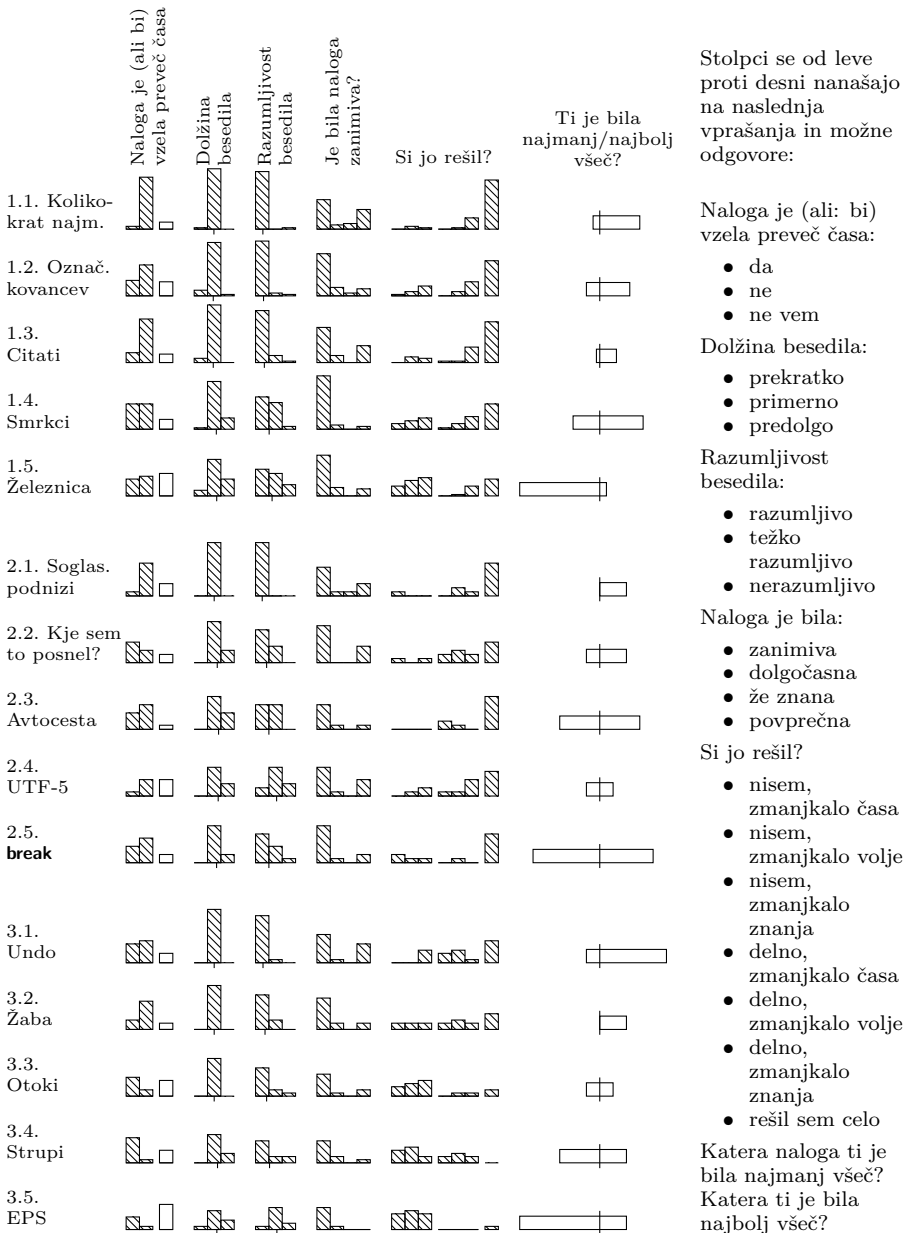 Naloga je (ali bi)
vzela preveč časa
Dolžina
besedila
Razumljivost
besedila
Je bila naloga
zanimiva?
Si jo rešil?
Ti je bila
najmanj/najbolj
všeč?
1.1. Koliko-
krat najm.
1.2. Označ.
kovancev
1.3.
Citati
1.4.
Smrkci
1.5.
Železnica
2.1. Soglas.
podnizi
2.2. Kje sem
to posnel?
2.3.
Avtocesta
2.4.
UTF-5
2.5.
break
3.1.
Undo
3.2.
Žaba
3.3.
Otoki
3.4.
Strupi
3.5.
EPS
Stolpci se od leve
proti desni nanašajo
na naslednja
vprašanja in možne
odgovore:
Naloga je (ali: bi)
vzela preveč časa:
• da
• ne
• ne vem
Dolžina besedila:
• prekratko
• primerno
• predolgo
Razumljivost
besedila:
• razumljivo
• težko
razumljivo
• nerazumljivo
Naloga je bila:
• zanimiva
• dolgočasna
• že znana
• povprečna
Si jo rešil?
• nisem,
zmanjkalo časa
• nisem,
zmanjkalo volje
• nisem,
zmanjkalo
znanja
• delno,
zmanjkalo časa
• delno,
zmanjkalo volje
• delno,
zmanjkalo
znanja
• rešil sem celo
Katera naloga ti je
bila najmanj všeč?
Katera ti je bila
najbolj všeč?